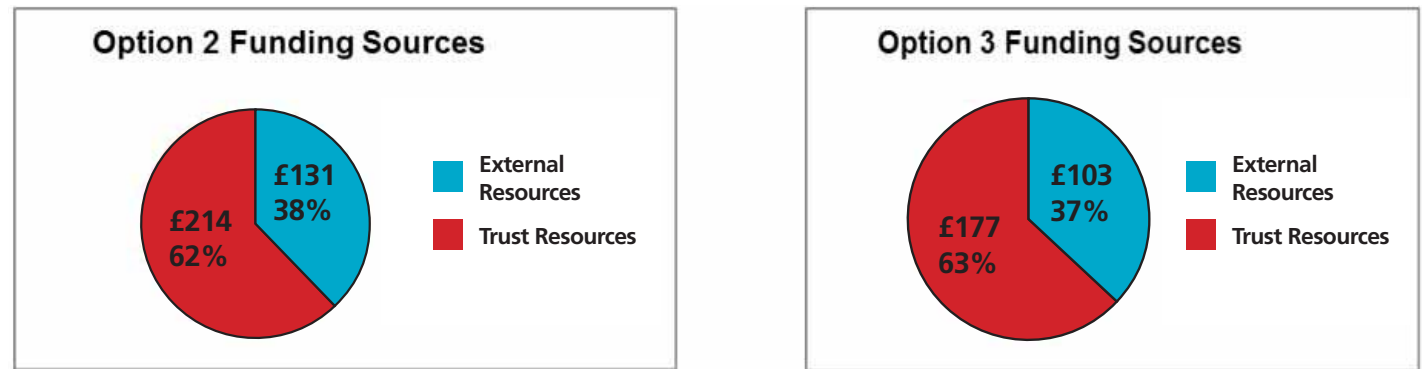 Option 2 Funding Sources
£131
38%
£214
62%
External
Resources
Trust Resources
Option 3 Funding Sources
£103
37%
£177
63%
External
Resources
Trust Resources